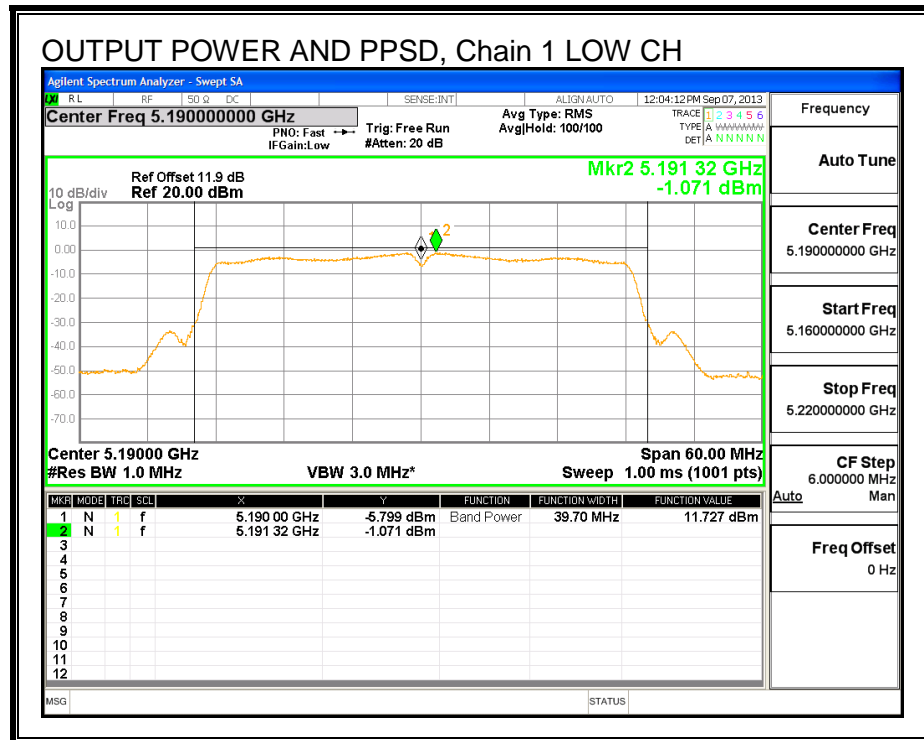 OUTPUT POWER AND PPSD, Chain 1 LOW CH
Agilent Spectrum Analyzer - Swept SA
LXI RL RF 50 Ω DC SENSE:INT ALIGN AUTO 12:04:12 PM Sep 07, 2013
Center Freq 5.190000000 GHz
PNO: Fast
IFGain:Low
Trig: Free Run
#Atten: 20 dB
Avg Type: RMS
Avg|Hold: 100/100
TRACE 1 2 3 4 5 6
TYPE A WWWWW
DET A N N N N N
Ref Offset 11.9 dB
Ref 20.00 dBm
10 dB/div
Log
Mkr2 5.191 32 GHz
-1.071 dBm
10.0
0.00
-10.0
-20.0
-30.0
-40.0
-50.0
-60.0
-70.0
2
Center 5.19000 GHz Span 60.00 MHz
#Res BW 1.0 MHz VBW 3.0 MHz* Sweep 1.00 ms (1001 pts)
MKR MODE TRC SCL X Y FUNCTION FUNCTION WIDTH FUNCTION VALUE
1 N 1 f 5.190 00 GHz -5.799 dBm Band Power 39.70 MHz 11.727 dBm
2 N 1 f 5.191 32 GHz -1.071 dBm
3
4
5
6
7
8
9
10
11
12
MSG STATUS
Frequency
Auto Tune
Center Freq
5.190000000 GHz
Start Freq
5.160000000 GHz
Stop Freq
5.220000000 GHz
CF Step
6.000000 MHz
Auto Man
Freq Offset
0 Hz